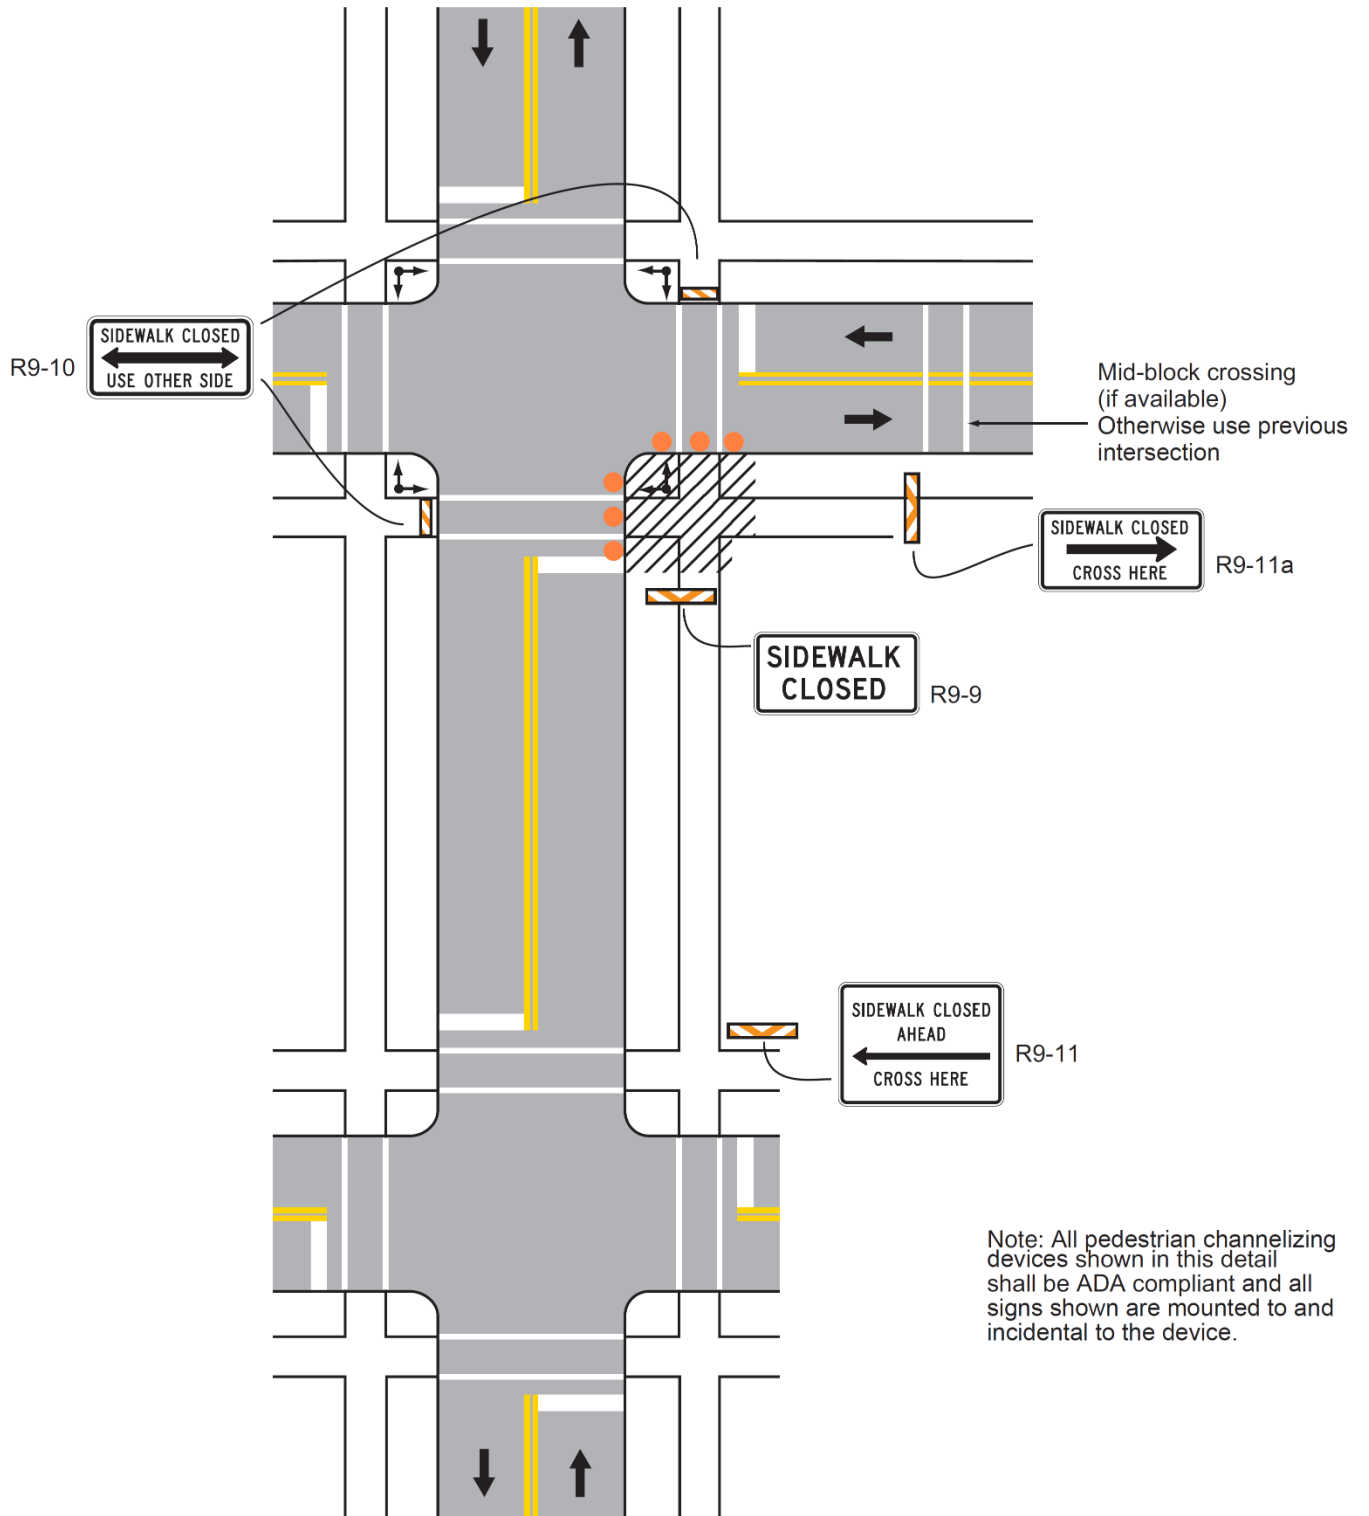 SIDEWALK CLOSED
USE OTHER SIDE
R9-10
Mid-block crossing
(if available)
Otherwise use previous
intersection
SIDEWALK CLOSED
CROSS HERE
R9-11a
SIDEWALK
CLOSED
R9-9
SIDEWALK CLOSED
AHEAD
CROSS HERE
R9-11
Note: All pedestrian channelizing
devices shown in this detail
shall be ADA compliant and all
signs shown are mounted to and
incidental to the device.